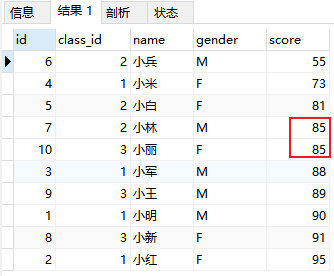 信息 结果 1 剖析 状态
id class_id name gender score
6 2 小兵 M 55
4 1 小米 F 73
5 2 小白 F 81
7 2 小林 M 85
10 3 小丽 F 85
3 1 小军 M 88
9 3 小王 M 89
1 1 小明 M 90
8 3 小新 F 91
2 1 小红 F 95